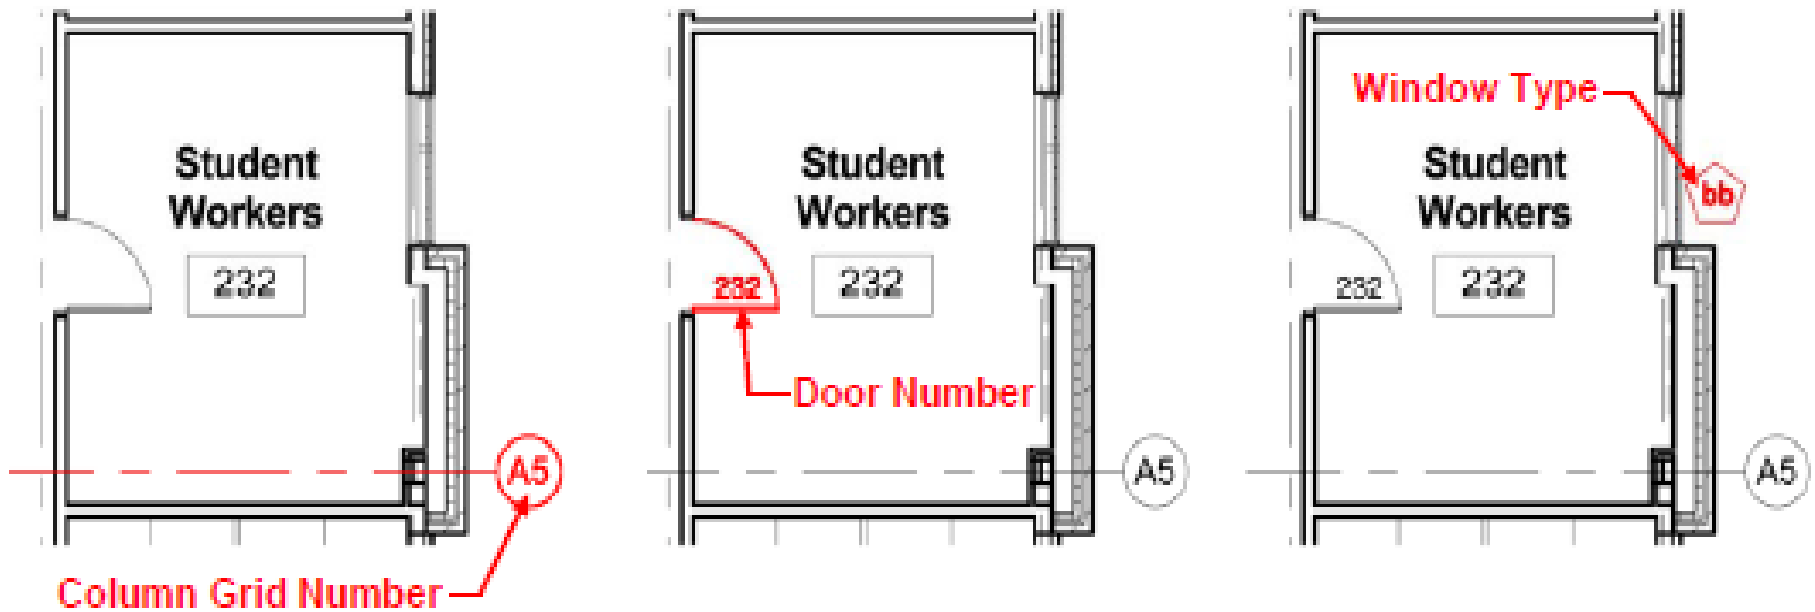 Student
Workers
232
A5
Column Grid Number
Student
Workers
232
232
Door Number
A5
Window Type
bb
Student
Workers
232
232
A5